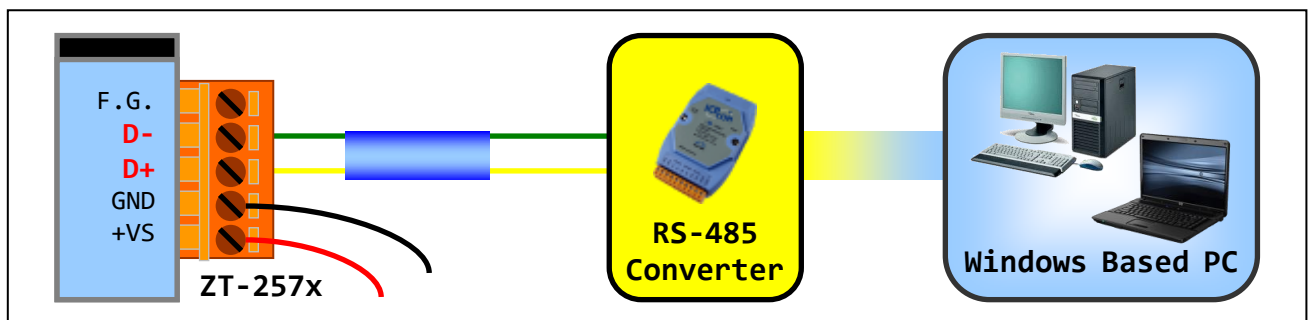 F.G.
D-
D+
GND
+VS
ZT-257x
RS-485
Converter
Windows Based PC